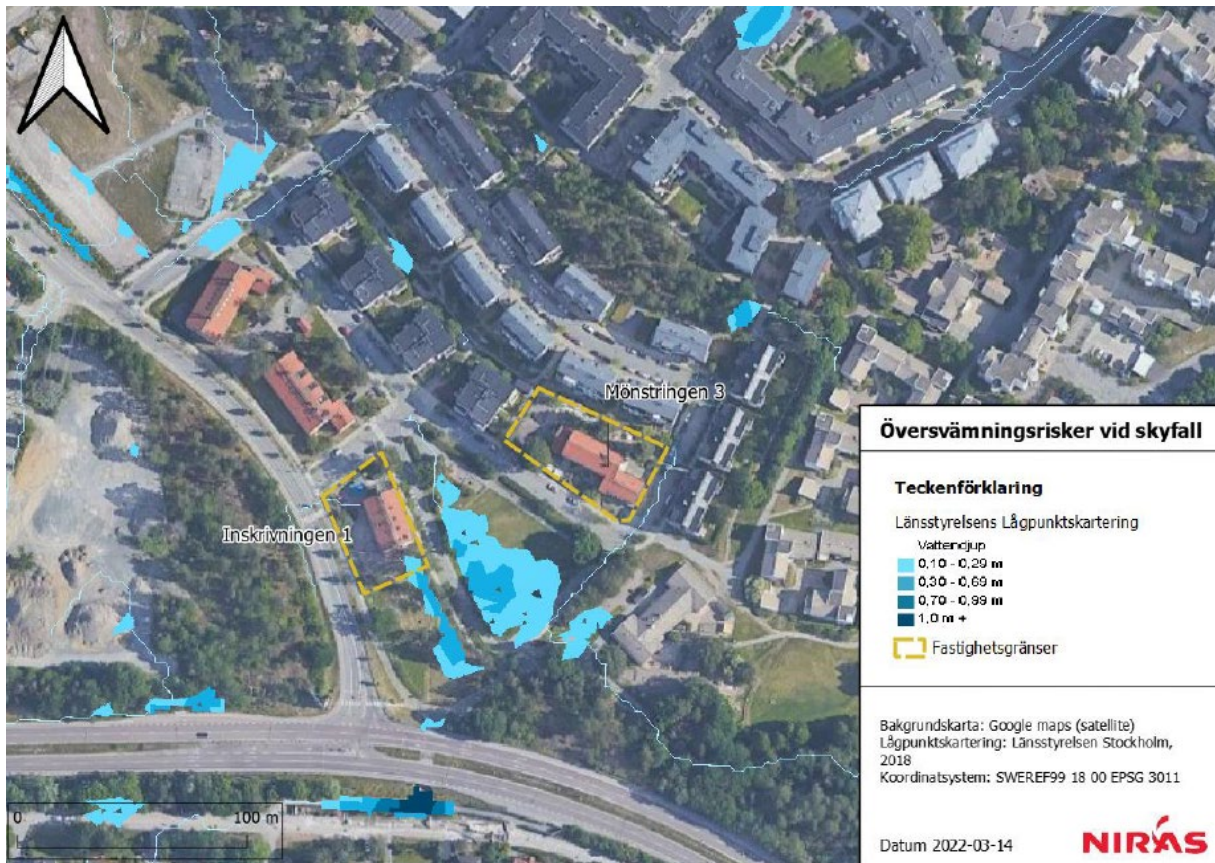 Mönstringen 3
Inskrivningen 1
Översvämningsrisker vid skyfall
Teckenförklaring
Länsstyrelsens Lågpunktskartering
Vattendjup
0,10 - 0,29 m
0,30 - 0,69 m
0,70 - 0,99 m
1,0 m +
Fastighetsgränser
Bakgrundskarta: Google maps (satellite)
Lågpunktskartering: Länsstyrelsen Stockholm,
2018
Koordinatsystem: SWEREF99 18 00 EPSG 3011
Datum 2022-03-14
NIRAS
0 100 m